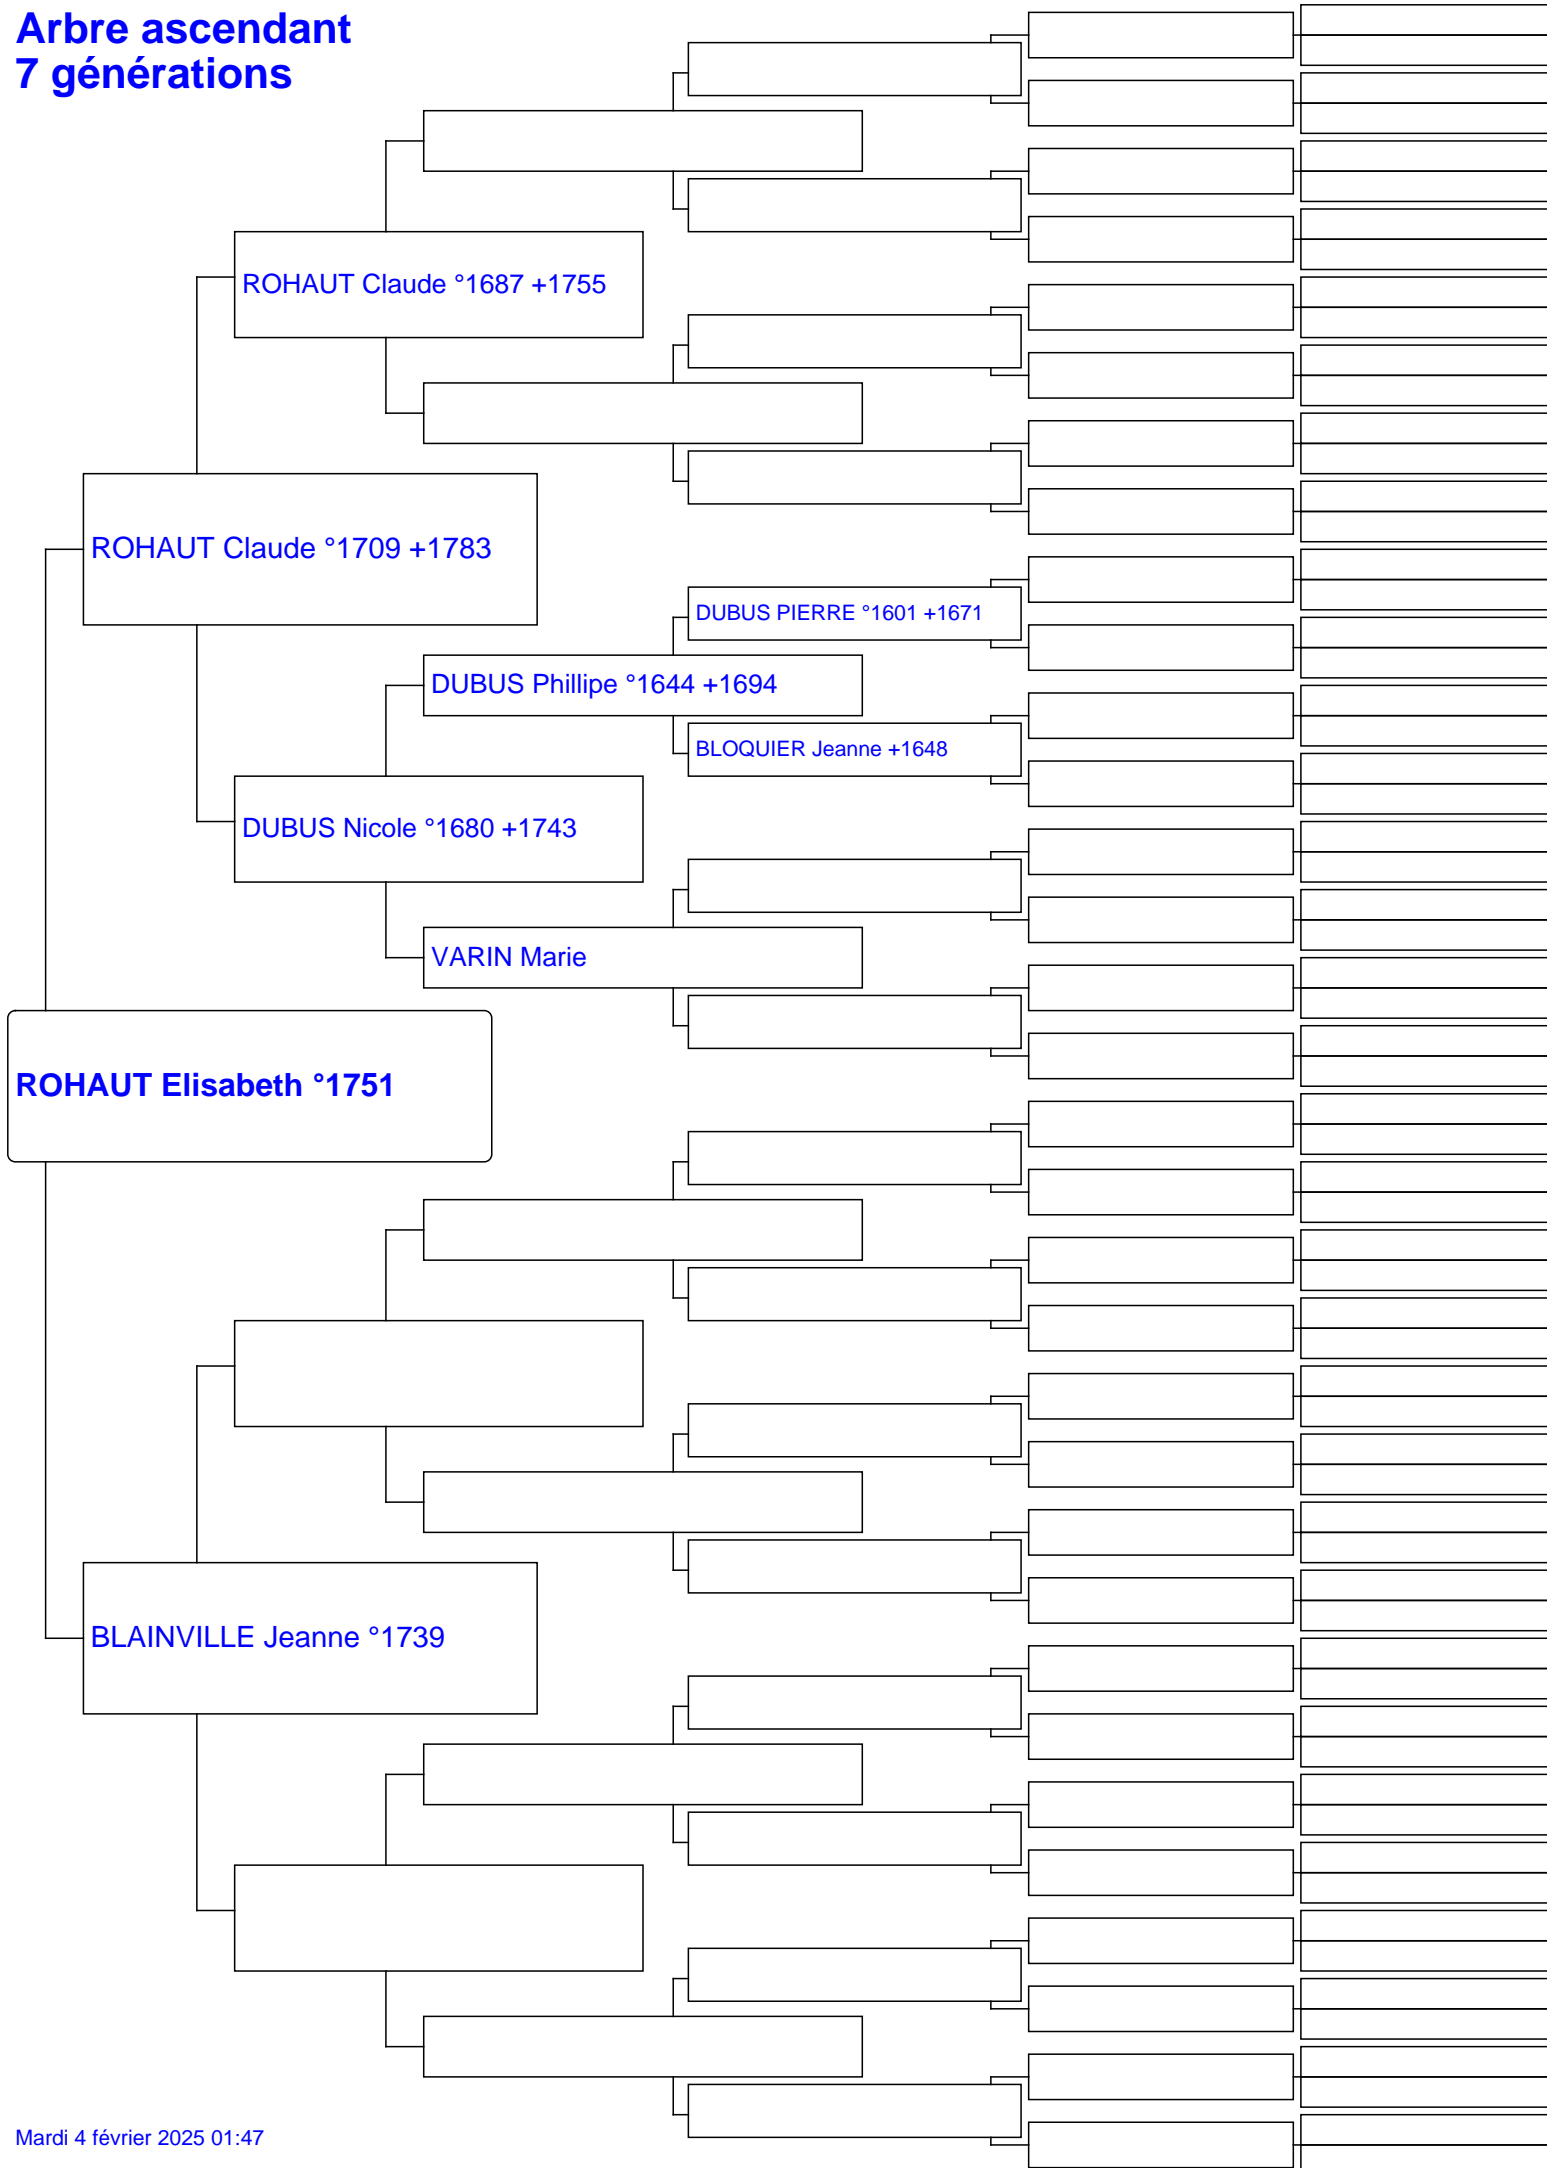 Arbre ascendant
7 générations
ROHAUT Claude °1687 +1755
ROHAUT Claude °1709 +1783
DUBUS PIERRE °1601 +1671
DUBUS Phillipe °1644 +1694
BLOQUIER Jeanne +1648
DUBUS Nicole °1680 +1743
VARIN Marie
ROHAUT Elisabeth °1751
BLAINVILLE Jeanne °1739
Mardi 4 février 2025 01:47